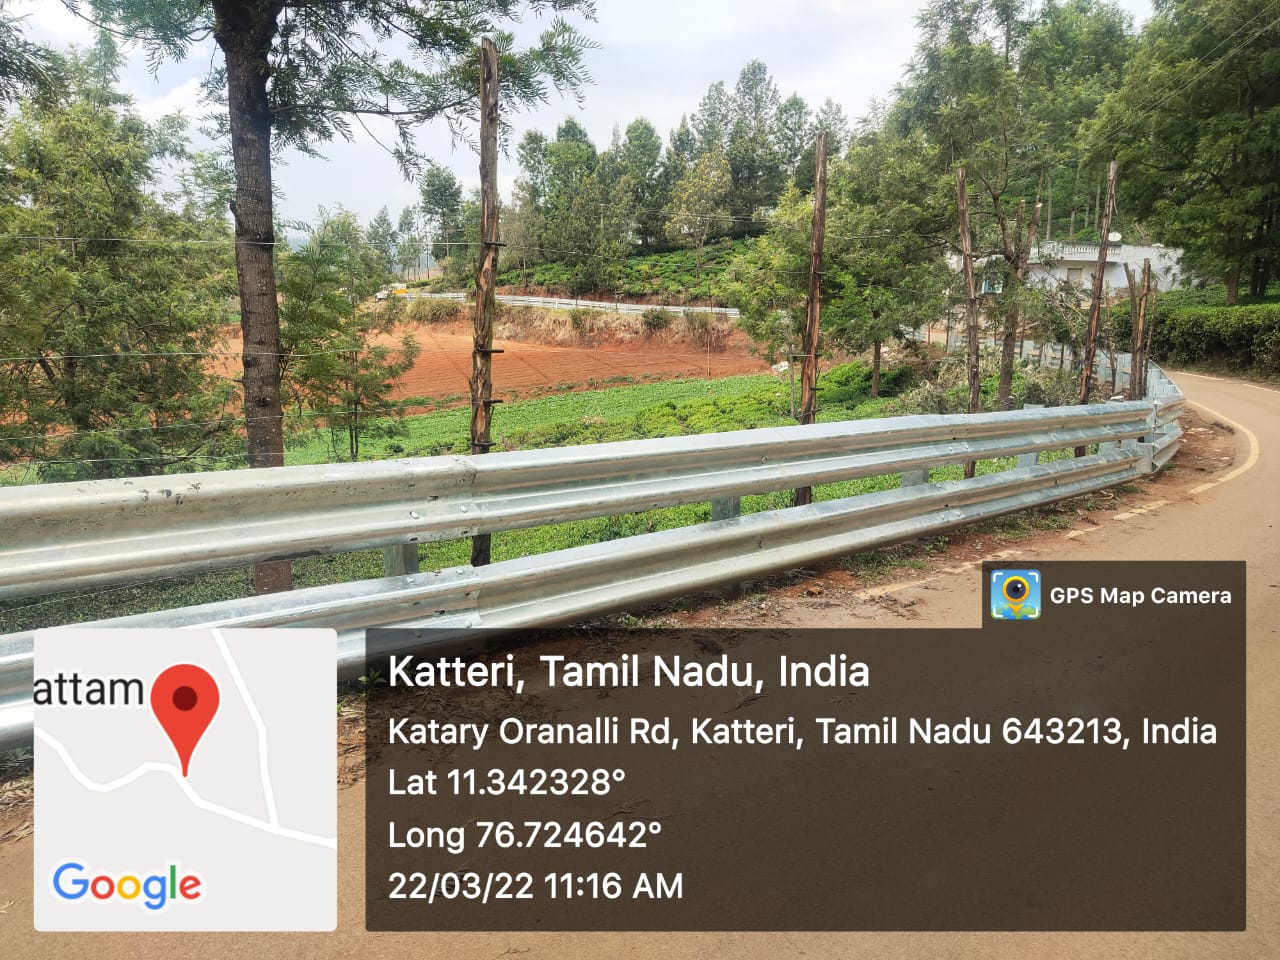 GPS Map Camera
Katteri, Tamil Nadu, India
Katary Oranalli Rd, Katteri, Tamil Nadu 643213, India
Lat 11.342328°
Long 76.724642°
22/03/22 11:16 AM
attam
Google